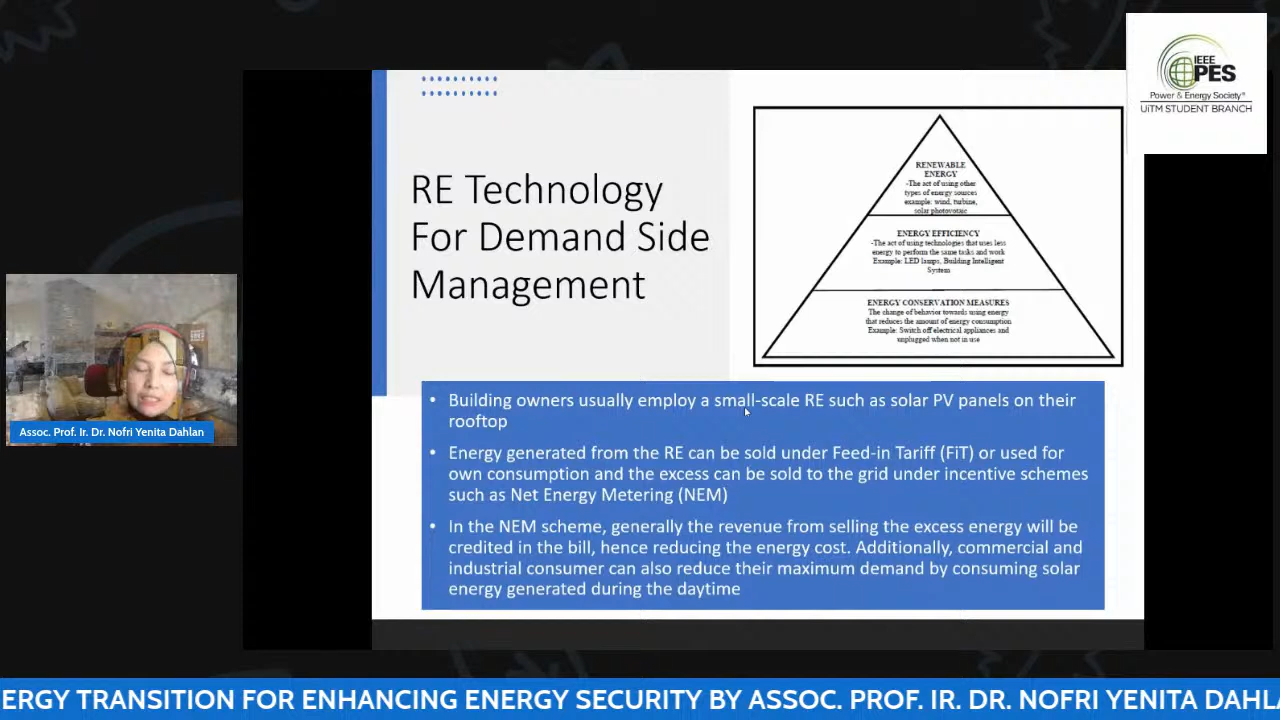 IEEE
PES
Power & Energy Society®
UiTM STUDENT BRANCH
RE Technology
For Demand Side
Management
RENEWABLE
ENERGY
-The act of using other
types of energy sources
example: wind, turbine,
solar photovotaic
ENERGY EFFICIENCY
-The act of using technologies that uses less
energy to perform the same tasks and work
Example: LED lamps, Building Intelligent
System
ENERGY CONSERVATION MEASURES
The change of behavior towards using energy
that reduces the amount of energy consumption
Example: Switch off electrical appliances and
unplugged when not in use
• Building owners usually employ a small-scale RE such as solar PV panels on their
rooftop
• Energy generated from the RE can be sold under Feed-in Tariff (FiT) or used for
own consumption and the excess can be sold to the grid under incentive schemes
such as Net Energy Metering (NEM)
• In the NEM scheme, generally the revenue from selling the excess energy will be
credited in the bill, hence reducing the energy cost. Additionally, commercial and
industrial consumer can also reduce their maximum demand by consuming solar
energy generated during the daytime
Assoc. Prof. Ir. Dr. Nofri Yenita Dahlan
ERGY TRANSITION FOR ENHANCING ENERGY SECURITY BY ASSOC. PROF. IR. DR. NOFRI YENITA DAHLA